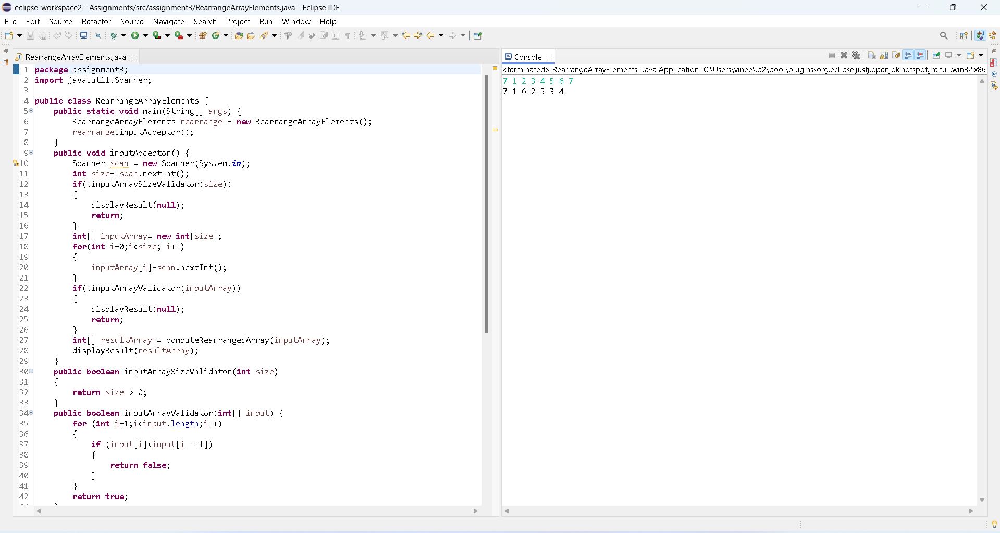 eclipse-workspace2 - Assignments/src/assignment3/RearrangeArrayElements.java - Eclipse IDE
File Edit Source Refactor Source Navigate Search Project Run Window Help
RearrangeArrayElements.java
1 package assignment3;
2 import java.util.Scanner;
3
4 public class RearrangeArrayElements {
5 public static void main(String[] args) {
6 RearrangeArrayElements rearrange = new RearrangeArrayElements();
7 rearrange.inputAcceptor();
8 }
9 public void inputAcceptor() {
10 Scanner scan = new Scanner(System.in);
11 int size= scan.nextInt();
12 if(!inputArraySizeValidator(size))
13 {
14 displayResult(null);
15 return;
16 }
17 int[] inputArray= new int[size];
18 for(int i=0;i<size; i++)
19 {
20 inputArray[i]=scan.nextInt();
21 }
22 if(!inputArrayValidator(inputArray))
23 {
24 displayResult(null);
25 return;
26 }
27 int[] resultArray = computeRearrangedArray(inputArray);
28 displayResult(resultArray);
29 }
30 public boolean inputArraySizeValidator(int size)
31 {
32 return size > 0;
33 }
34 public boolean inputArrayValidator(int[] input) {
35 for (int i=1;i<input.length;i++)
36 {
37 if (input[i]<input[i - 1])
38 {
39 return false;
40 }
41 }
42 return true;
Console
<terminated> RearrangeArrayElements [Java Application] C:\Users\vinee\.p2\pool\plugins\org.eclipse.justj.openjdk.hotspot.jre.full.win32.x86_
7 1 2 3 4 5 6 7
7 1 6 2 5 3 4